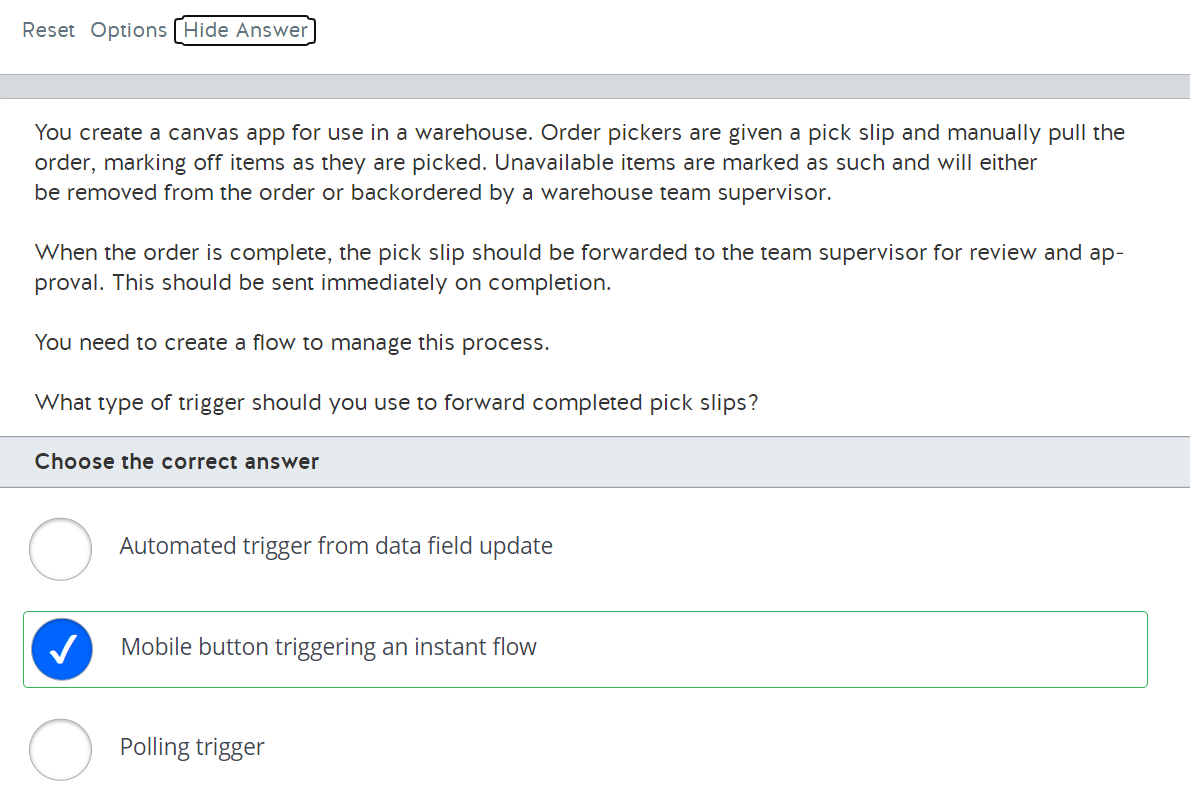 Reset Options Hide Answer
You create a canvas app for use in a warehouse. Order pickers are given a pick slip and manually pull the
order, marking off items as they are picked. Unavailable items are marked as such and will either
be removed from the order or backordered by a warehouse team supervisor.
When the order is complete, the pick slip should be forwarded to the team supervisor for review and ap-
proval. This should be sent immediately on completion.
You need to create a flow to manage this process.
What type of trigger should you use to forward completed pick slips?
Choose the correct answer
Automated trigger from data field update
Mobile button triggering an instant flow
Polling trigger